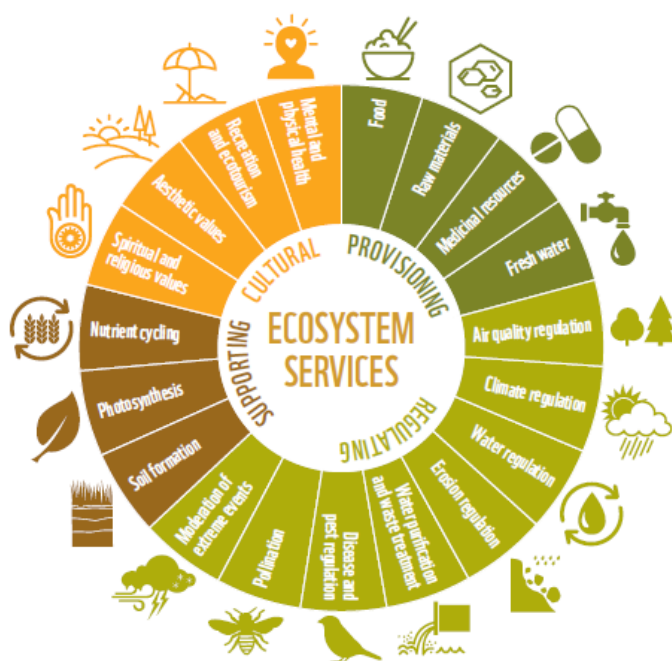 ECOSYSTEM
SERVICES
PROVISIONING
Food
Raw materials
Medicinal resources
Fresh water
REGULATING
Air quality regulation
Climate regulation
Water regulation
Erosion regulation
Water purification
and waste treatment
Disease and
pest regulation
Pollination
Moderation of
extreme events
SUPPORTING
Soil formation
Photosynthesis
Nutrient cycling
CULTURAL
Spiritual and
religious values
Aesthetic values
Recreation
and ecotourism
Mental and
physical health